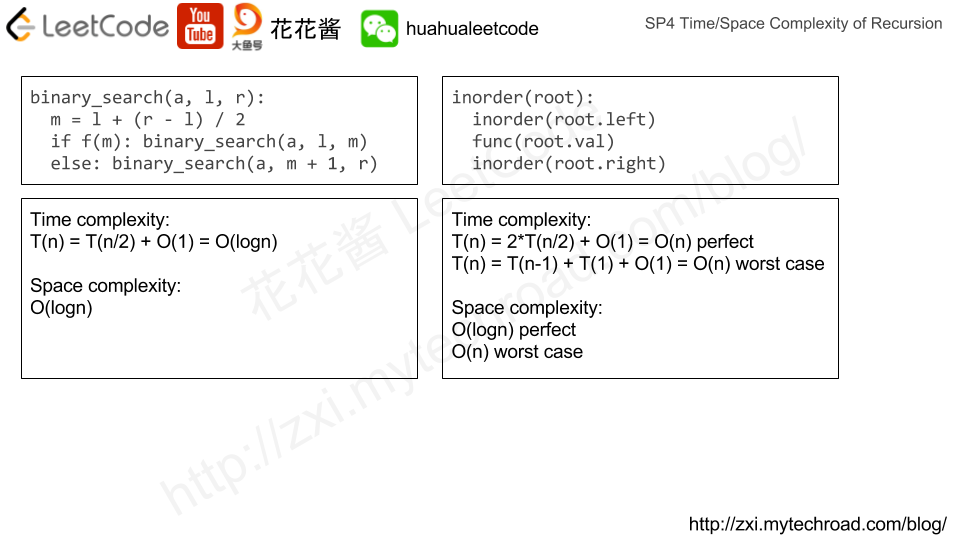 LeetCode
You
Tube
大鱼号
花花酱
huahualeetcode
SP4 Time/Space Complexity of Recursion
binary_search(a, l, r):
m = l + (r - l) / 2
if f(m): binary_search(a, l, m)
else: binary_search(a, m + 1, r)
inorder(root):
inorder(root.left)
func(root.val)
inorder(root.right)
Time complexity:
T(n) = T(n/2) + O(1) = O(logn)
Space complexity:
O(logn)
Time complexity:
T(n) = 2*T(n/2) + O(1) = O(n) perfect
T(n) = T(n-1) + T(1) + O(1) = O(n) worst case
Space complexity:
O(logn) perfect
O(n) worst case
花花酱 Leetcode
http://zxi.mytechroad.com/blog/
http://zxi.mytechroad.com/blog/